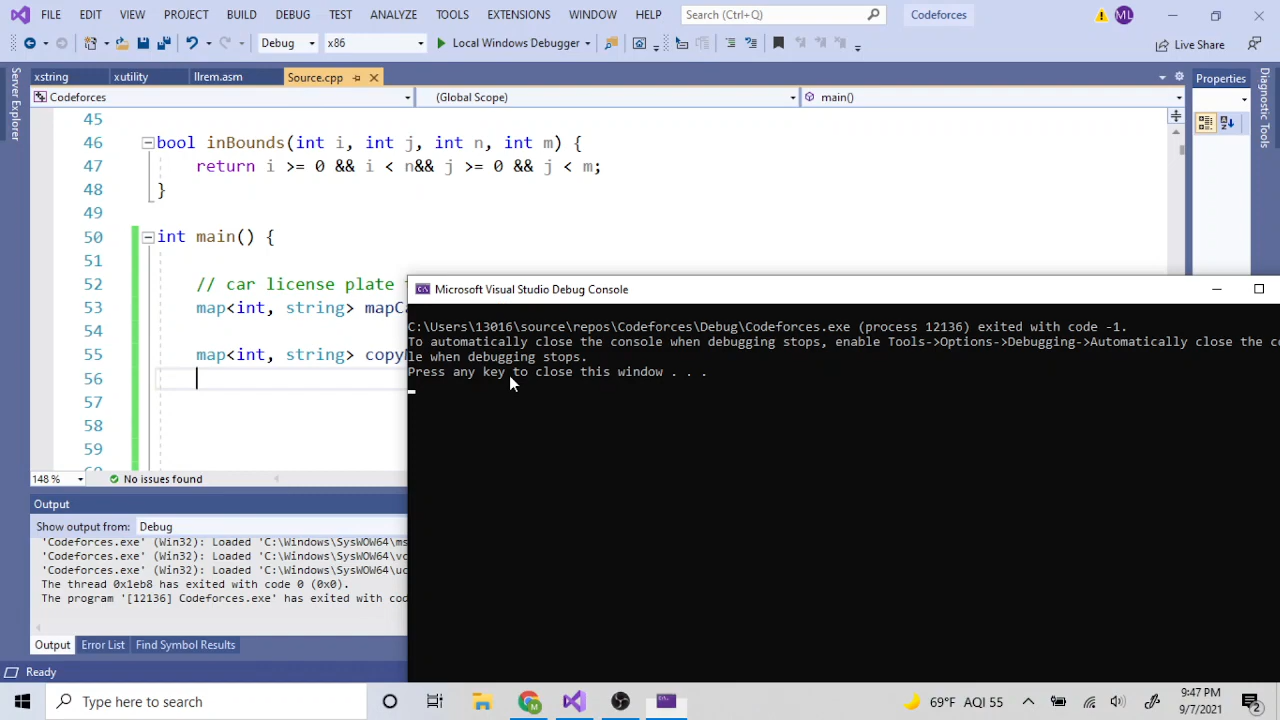 FILE EDIT VIEW PROJECT BUILD DEBUG TEST ANALYZE TOOLS EXTENSIONS WINDOW HELP Search (Ctrl+Q) Codeforces ML
Debug x86 Local Windows Debugger Live Share
xstring xutility llrem.asm Source.cpp Properties
Codeforces (Global Scope) main()
Server Explorer
Diagnostic Tools
45
46 bool inBounds(int i, int j, int n, int m) {
47 return i >= 0 && i < n&& j >= 0 && j < m;
48 }
49
50 int main() {
51
52 // car license plate
53 map<int, string> mapC
54
55 map<int, string> copy
56
57
58
59
148 % No issues found
Microsoft Visual Studio Debug Console
C:\Users\13016\source\repos\Codeforces\Debug\Codeforces.exe (process 12136) exited with code -1.
To automatically close the console when debugging stops, enable Tools->Options->Debugging->Automatically close the co
le when debugging stops.
Press any key to close this window . . .
Output
Show output from: Debug
'Codeforces.exe' (Win32): Loaded 'C:\Windows\SysWOW64\ms
'Codeforces.exe' (Win32): Loaded 'C:\Windows\SysWOW64\vc
'Codeforces.exe' (Win32): Loaded 'C:\Windows\SysWOW64\uc
The thread 0x1eb8 has exited with code 0 (0x0).
The program '[12136] Codeforces.exe' has exited with cod
Output Error List Find Symbol Results
Ready
Type here to search 69°F AQI 55 9:47 PM
9/7/2021 2